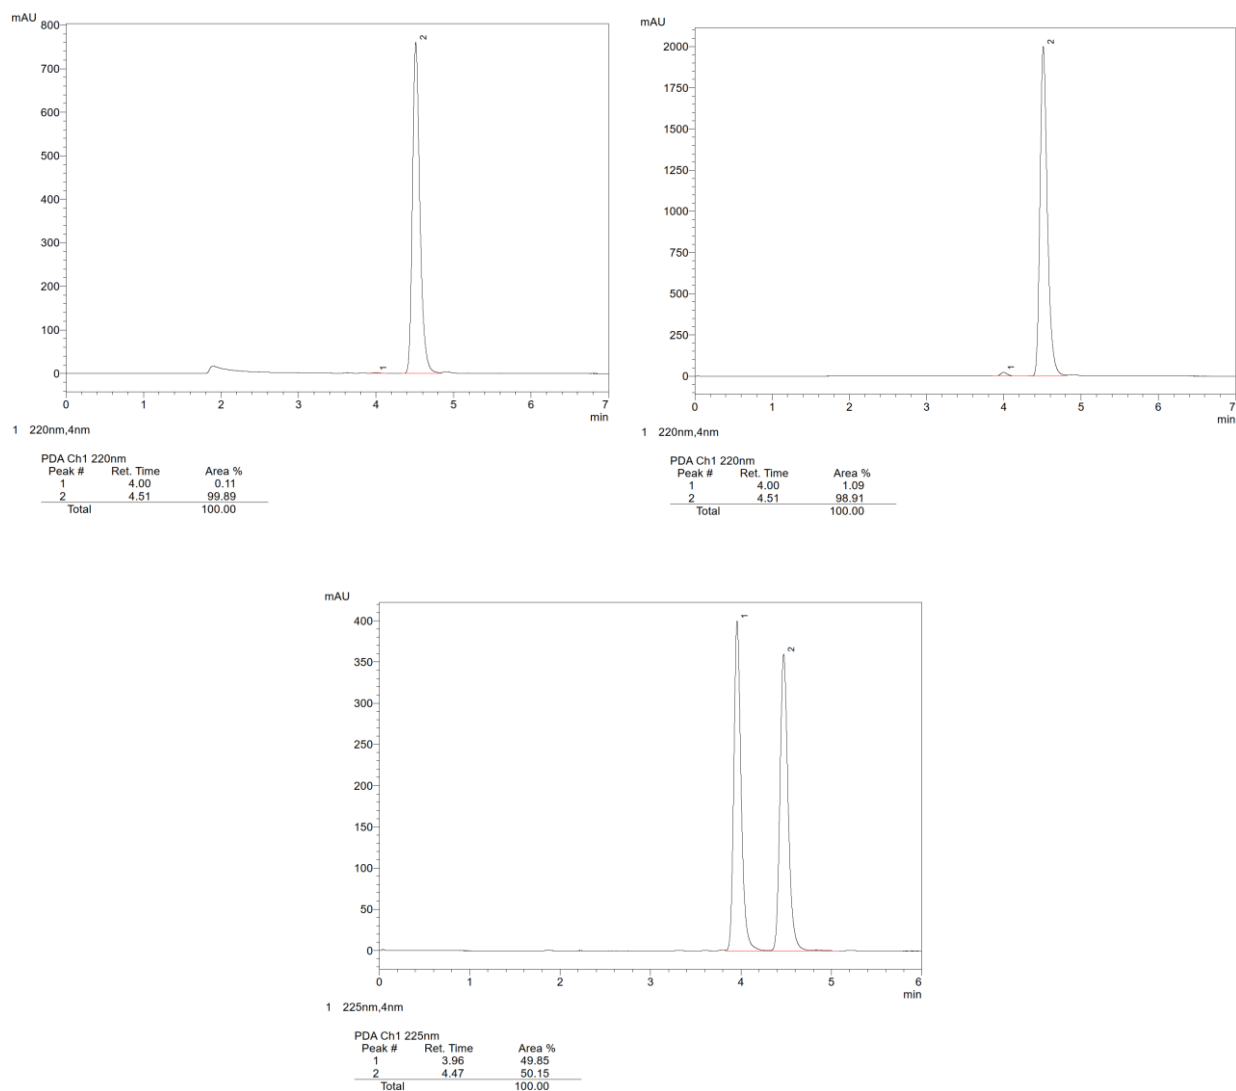 mAU
800
700
600
500
400
300
200
100
0
2
1
0 1 2 3 4 5 6 7
min
1 220nm,4nm
PDA Ch1 220nm
Peak # Ret. Time Area %
1 4.00 0.11
2 4.51 99.89
Total 100.00
mAU
2000
1750
1500
1250
1000
750
500
250
0
2
1
0 1 2 3 4 5 6 7
min
1 220nm,4nm
PDA Ch1 220nm
Peak # Ret. Time Area %
1 4.00 1.09
2 4.51 98.91
Total 100.00
mAU
400
350
300
250
200
150
100
50
0
1
2
0 1 2 3 4 5 6
min
1 225nm,4nm
PDA Ch1 225nm
Peak # Ret. Time Area %
1 3.96 49.85
2 4.47 50.15
Total 100.00